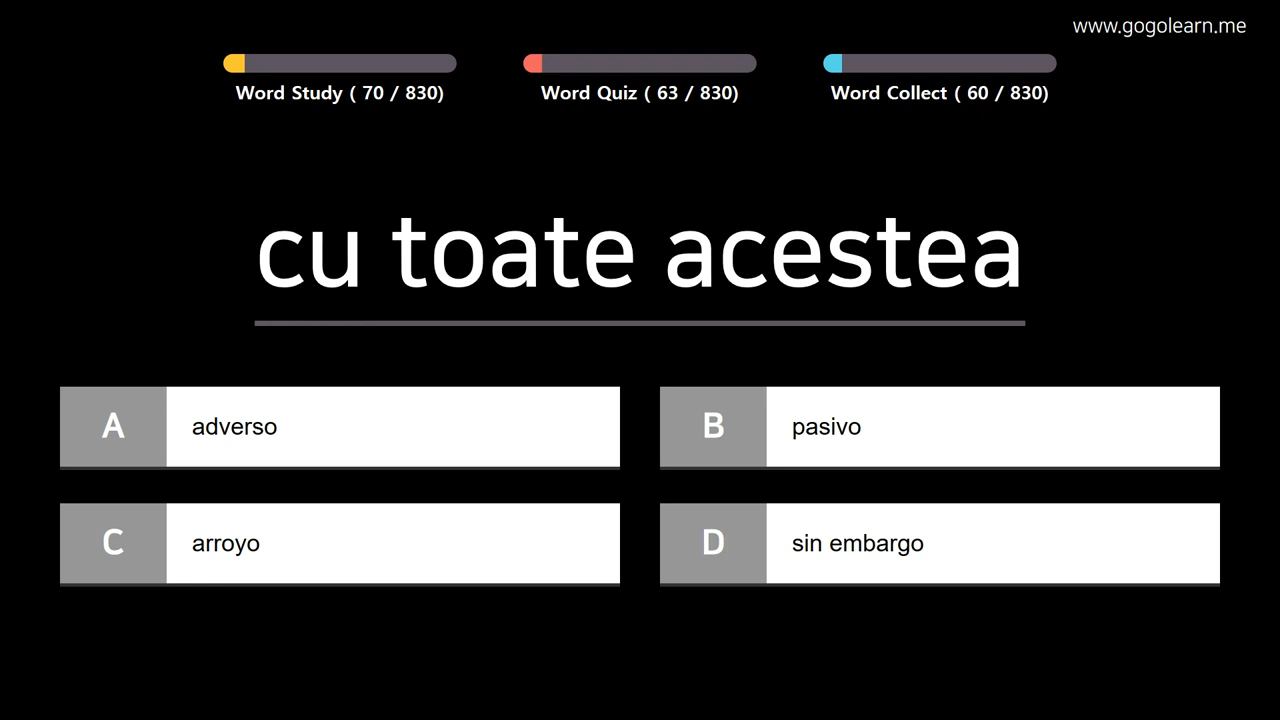 www.gogolearn.me
Word Study ( 70 / 830)
Word Quiz ( 63 / 830)
Word Collect ( 60 / 830)
cu toate acestea
A adverso
B pasivo
C arroyo
D sin embargo